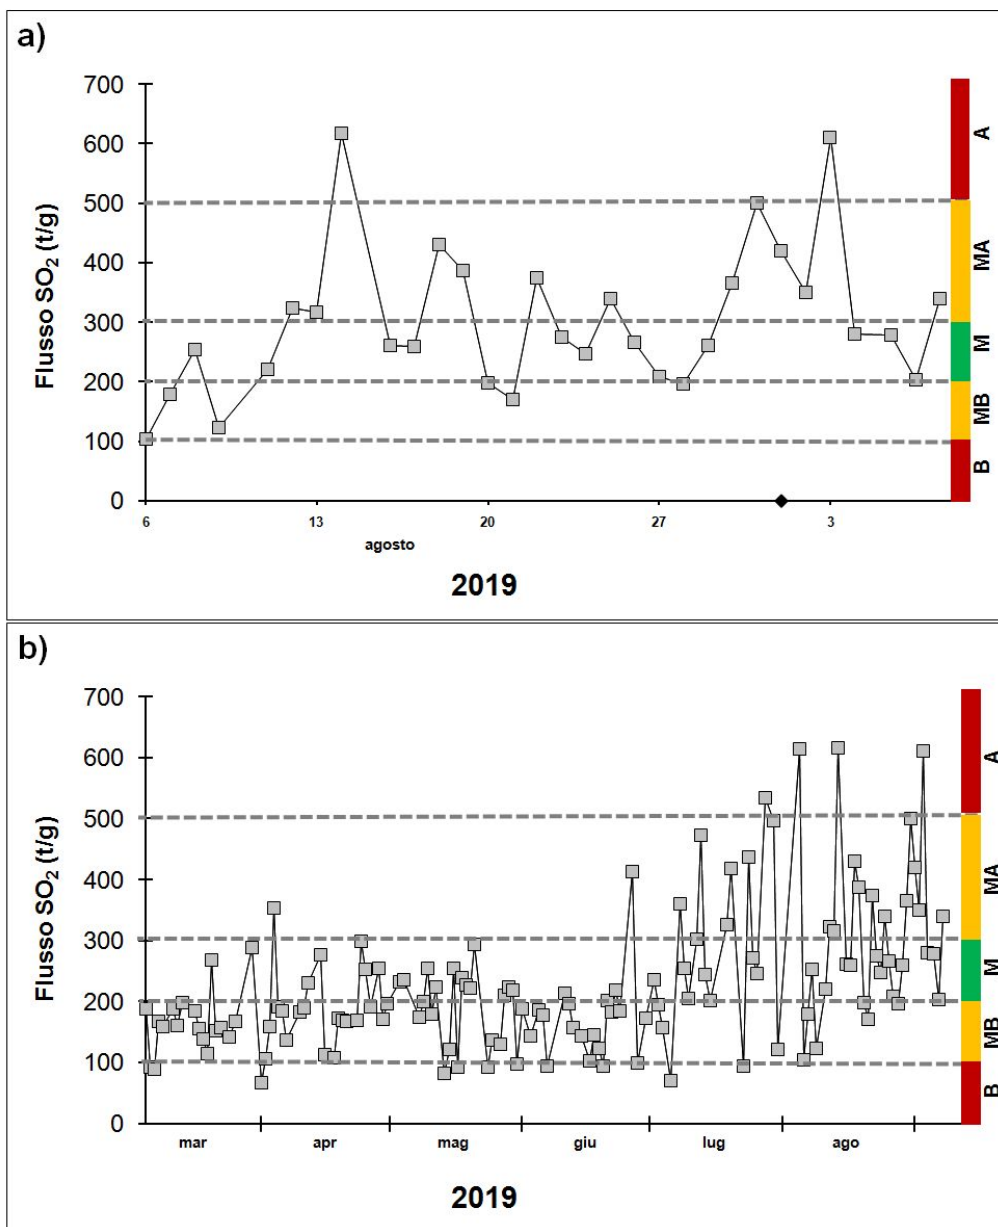 a)
700
600
500
400
300
200
100
0
Flusso SO₂ (t/g)
A
MA
M
MB
B
6 13 20 27 3
agosto
2019
b)
700
600
500
400
300
200
100
0
Flusso SO₂ (t/g)
A
MA
M
MB
B
mar apr mag giu lug ago
2019